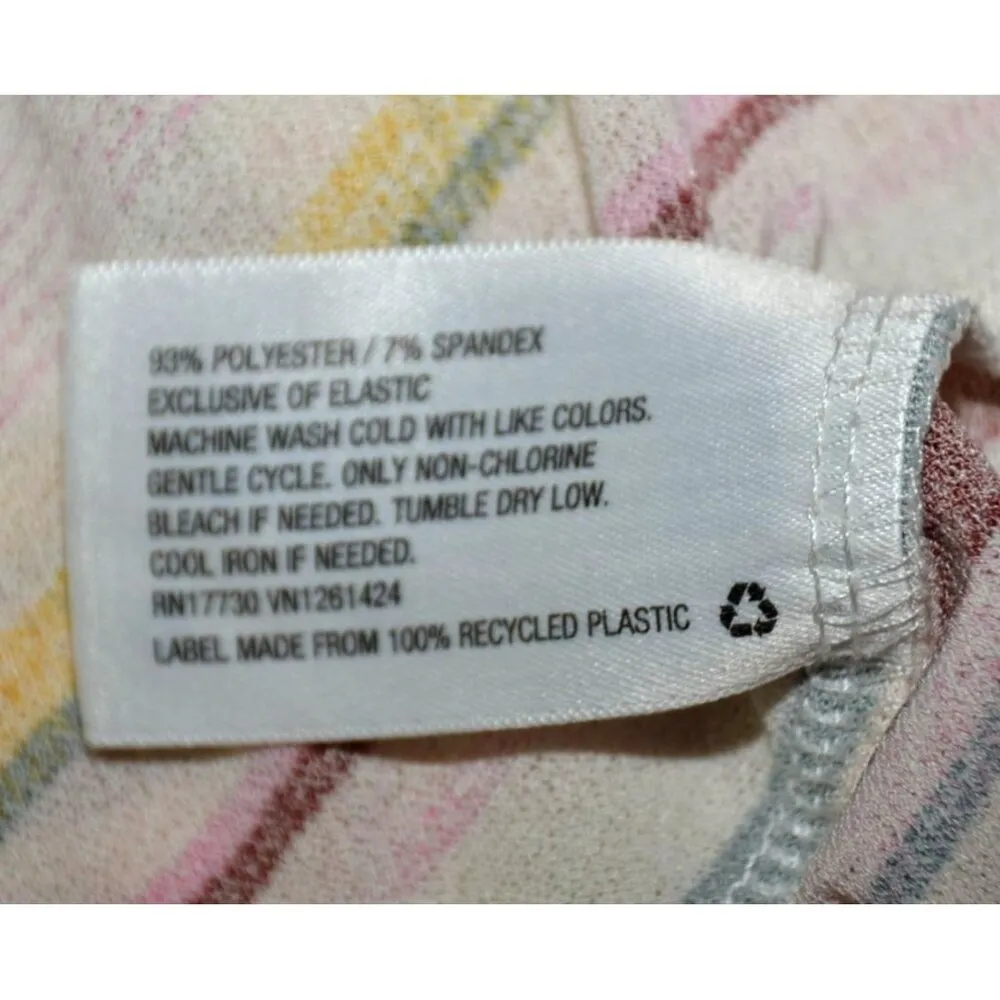 93% POLYESTER / 7% SPANDEX
EXCLUSIVE OF ELASTIC
MACHINE WASH COLD WITH LIKE COLORS.
GENTLE CYCLE. ONLY NON-CHLORINE
BLEACH IF NEEDED. TUMBLE DRY LOW.
COOL IRON IF NEEDED.
RN17730 VN1261424
LABEL MADE FROM 100% RECYCLED PLASTIC